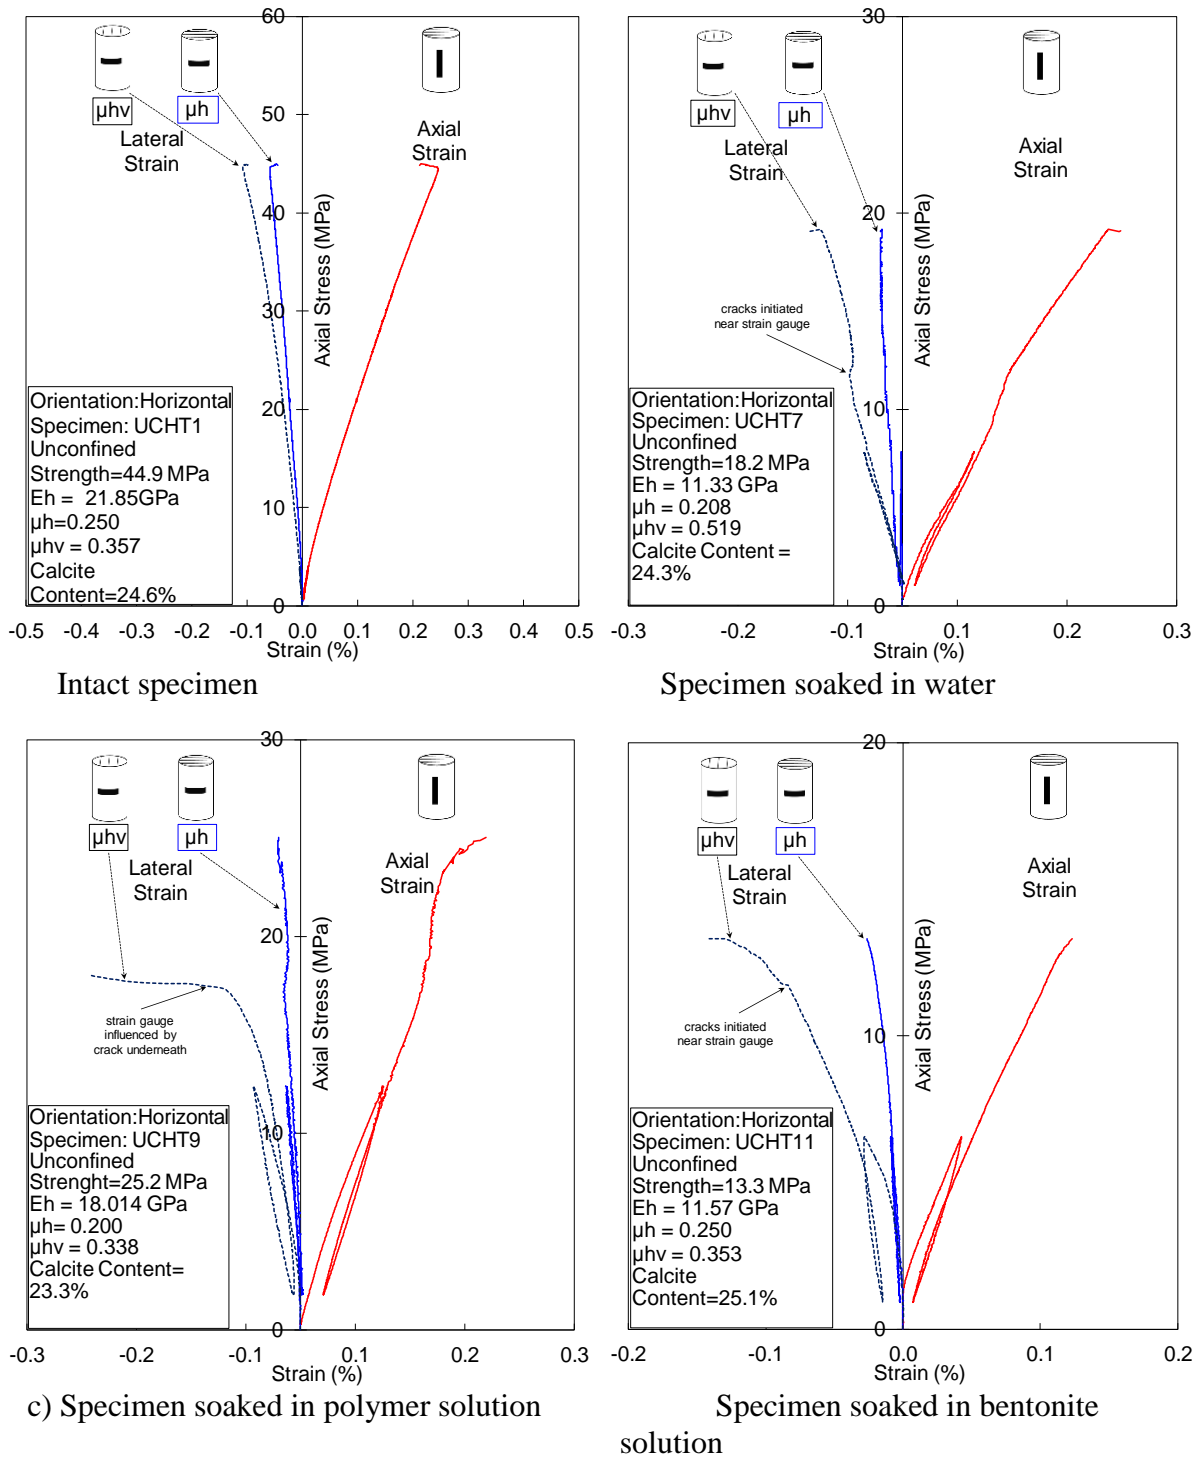 60
50
40
30
20
10
0
Axial Stress (MPa)
µhv
µh
Lateral
Strain
Axial
Strain
Orientation:Horizontal
Specimen: UCHT1
Unconfined
Strength=44.9 MPa
Eh = 21.85GPa
µh=0.250
µhv = 0.357
Calcite
Content=24.6%
-0.5 -0.4 -0.3 -0.2 -0.1 0.0 0.1 0.2 0.3 0.4 0.5
Strain (%)
Intact specimen
30
20
10
0
Axial Stress (MPa)
µhv
µh
Lateral
Strain
Axial
Strain
cracks initiated
near strain gauge
Orientation:Horizontal
Specimen: UCHT7
Unconfined
Strength=18.2 MPa
Eh = 11.33 GPa
µh = 0.208
µhv = 0.519
Calcite Content =
24.3%
-0.3 -0.2 -0.1 0.1 0.2 0.3
Strain (%)
Specimen soaked in water
30
20
10
0
Axial Stress (MPa)
µhv
µh
Lateral
Strain
Axial
Strain
strain gauge
influenced by
crack underneath
Orientation:Horizontal
Specimen: UCHT9
Unconfined
Strenght=25.2 MPa
Eh = 18.014 GPa
µh= 0.200
µhv = 0.338
Calcite Content=
23.3%
-0.3 -0.2 -0.1 0.1 0.2 0.3
Strain (%)
c) Specimen soaked in polymer solution
20
10
0
Axial Stress (MPa)
µhv
µh
Lateral
Strain
Axial
Strain
cracks initiated
near strain gauge
Orientation:Horizontal
Specimen: UCHT11
Unconfined
Strength=13.3 MPa
Eh = 11.57 GPa
µh = 0.250
µhv = 0.353
Calcite
Content=25.1%
-0.2 -0.1 0.0 0.1 0.2
Strain (%)
Specimen soaked in bentonite
solution